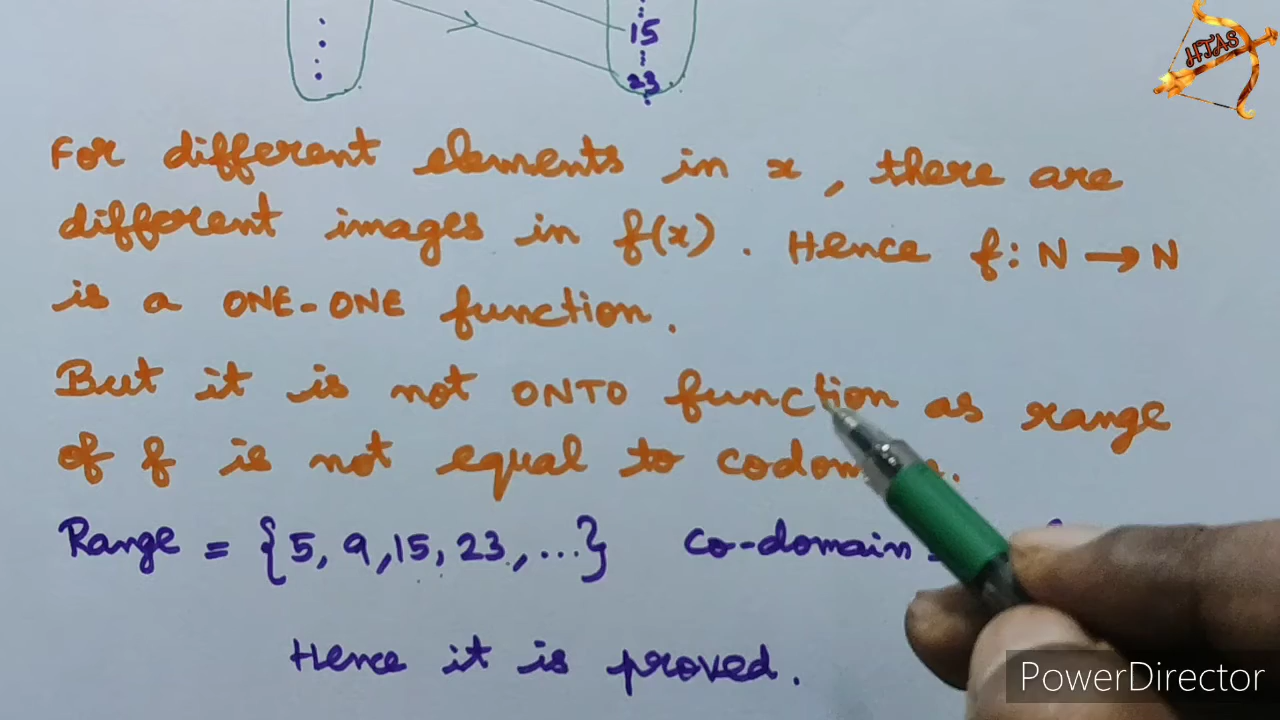 HTAS
15
23
For different elements in x, there are
different images in f(x). Hence f: N → N
is a ONE-ONE function.
But it is not ONTO function as range
of f is not equal to
Range = {5, 9, 15, 23, ...} co-domain =
Hence it is proved.
PowerDirector